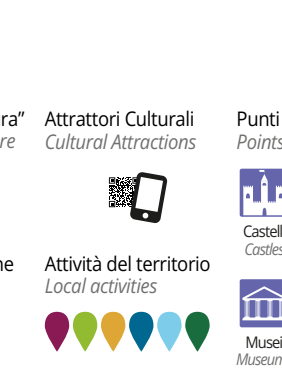 Attrattori Culturali
Cultural Attractions
Attività del territorio
Local activities
Punti
Points
Castell
Castles
Musei
Museum